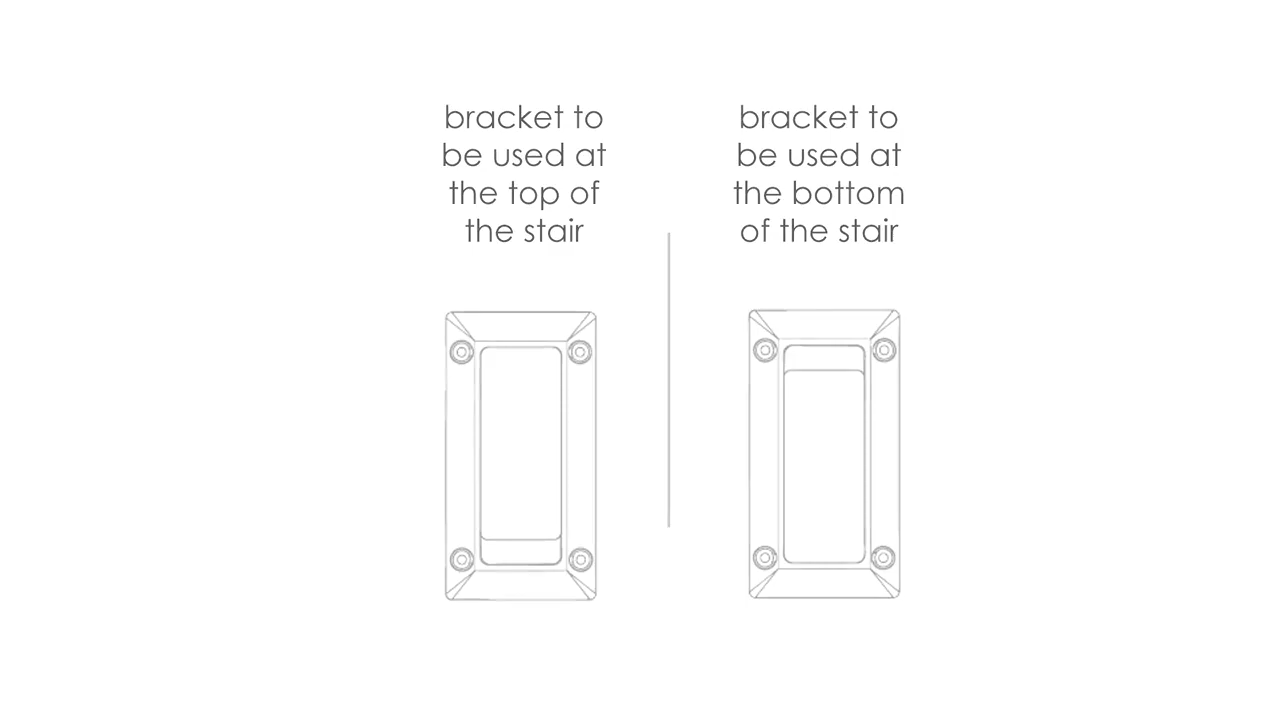 bracket to
be used at
the top of
the stair
bracket to
be used at
the bottom
of the stair